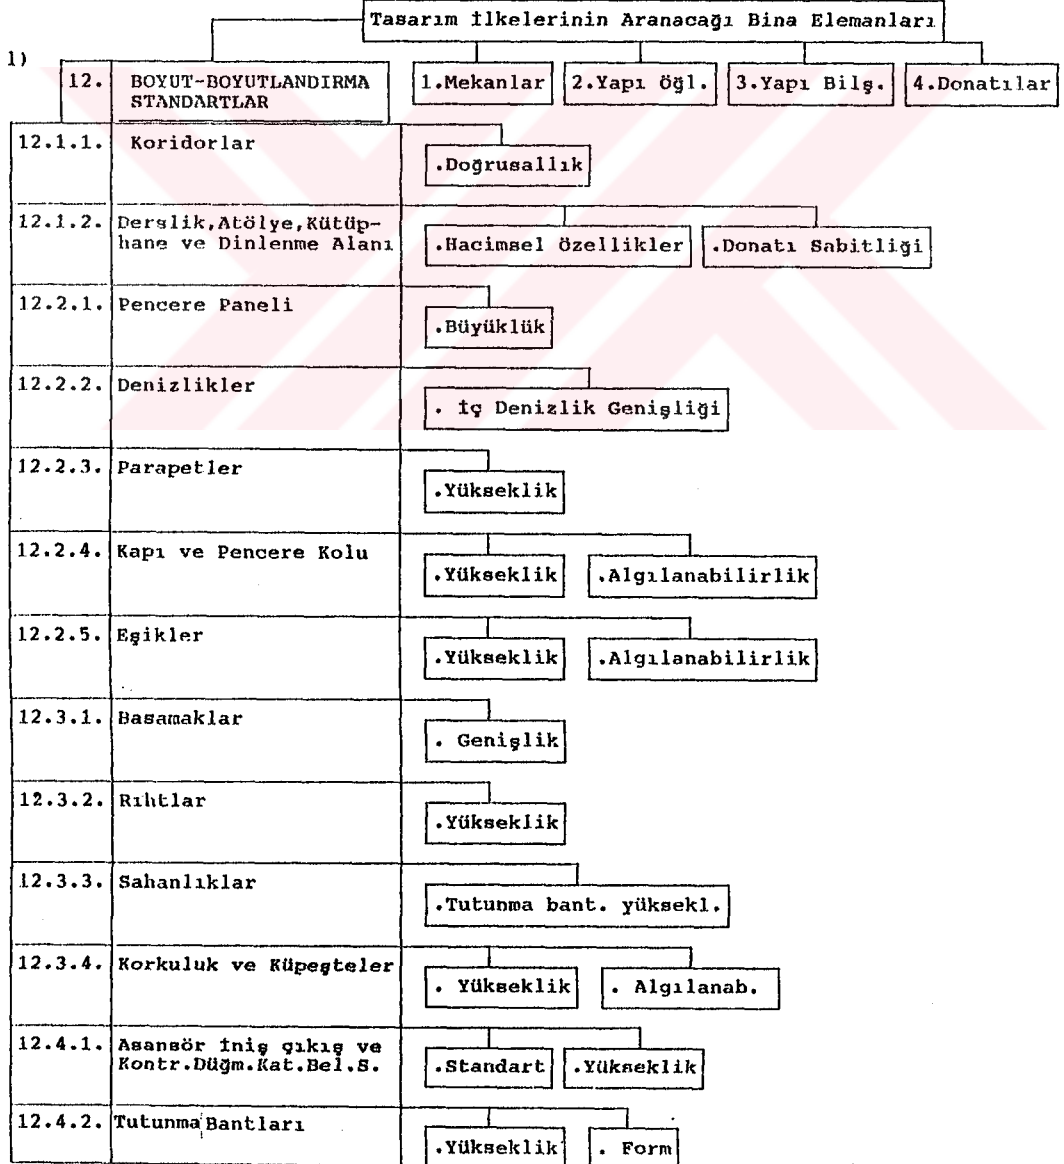 Tasarım İlkelerinin Aranacağı Bina Elemanları
1)
12. BOYUT-BOYUTLANDIRMA
STANDARTLAR
1.Mekanlar
2.Yapı Öğl.
3.Yapı Bilş.
4.Donatılar
12.1.1. Koridorlar
.Doğrusallık
12.1.2. Derslik,Atölye,Kütüp-
hane ve Dinlenme Alanı
.Hacimsel Özellikler
.Donatı Sabitliği
12.2.1. Pencere Paneli
.Büyüklük
12.2.2. Denizlikler
. İç Denizlik Genişliği
12.2.3. Parapetler
.Yükseklik
12.2.4. Kapı ve Pencere Kolu
.Yükseklik
.Algılanabilirlik
12.2.5. Eşikler
.Yükseklik
.Algılanabilirlik
12.3.1. Basamaklar
. Genişlik
12.3.2. Rıhtlar
.Yükseklik
12.3.3. Sahanlıklar
.Tutunma bant. yüksekl.
12.3.4. Korkuluk ve Küpeşteler
. Yükseklik
. Algılanab.
12.4.1. Asansör İniş çıkış ve
Kontr.Düğm.Kat.Bel.S.
.Standart
.Yükseklik
12.4.2. Tutunma Bantları
.Yükseklik
. Form